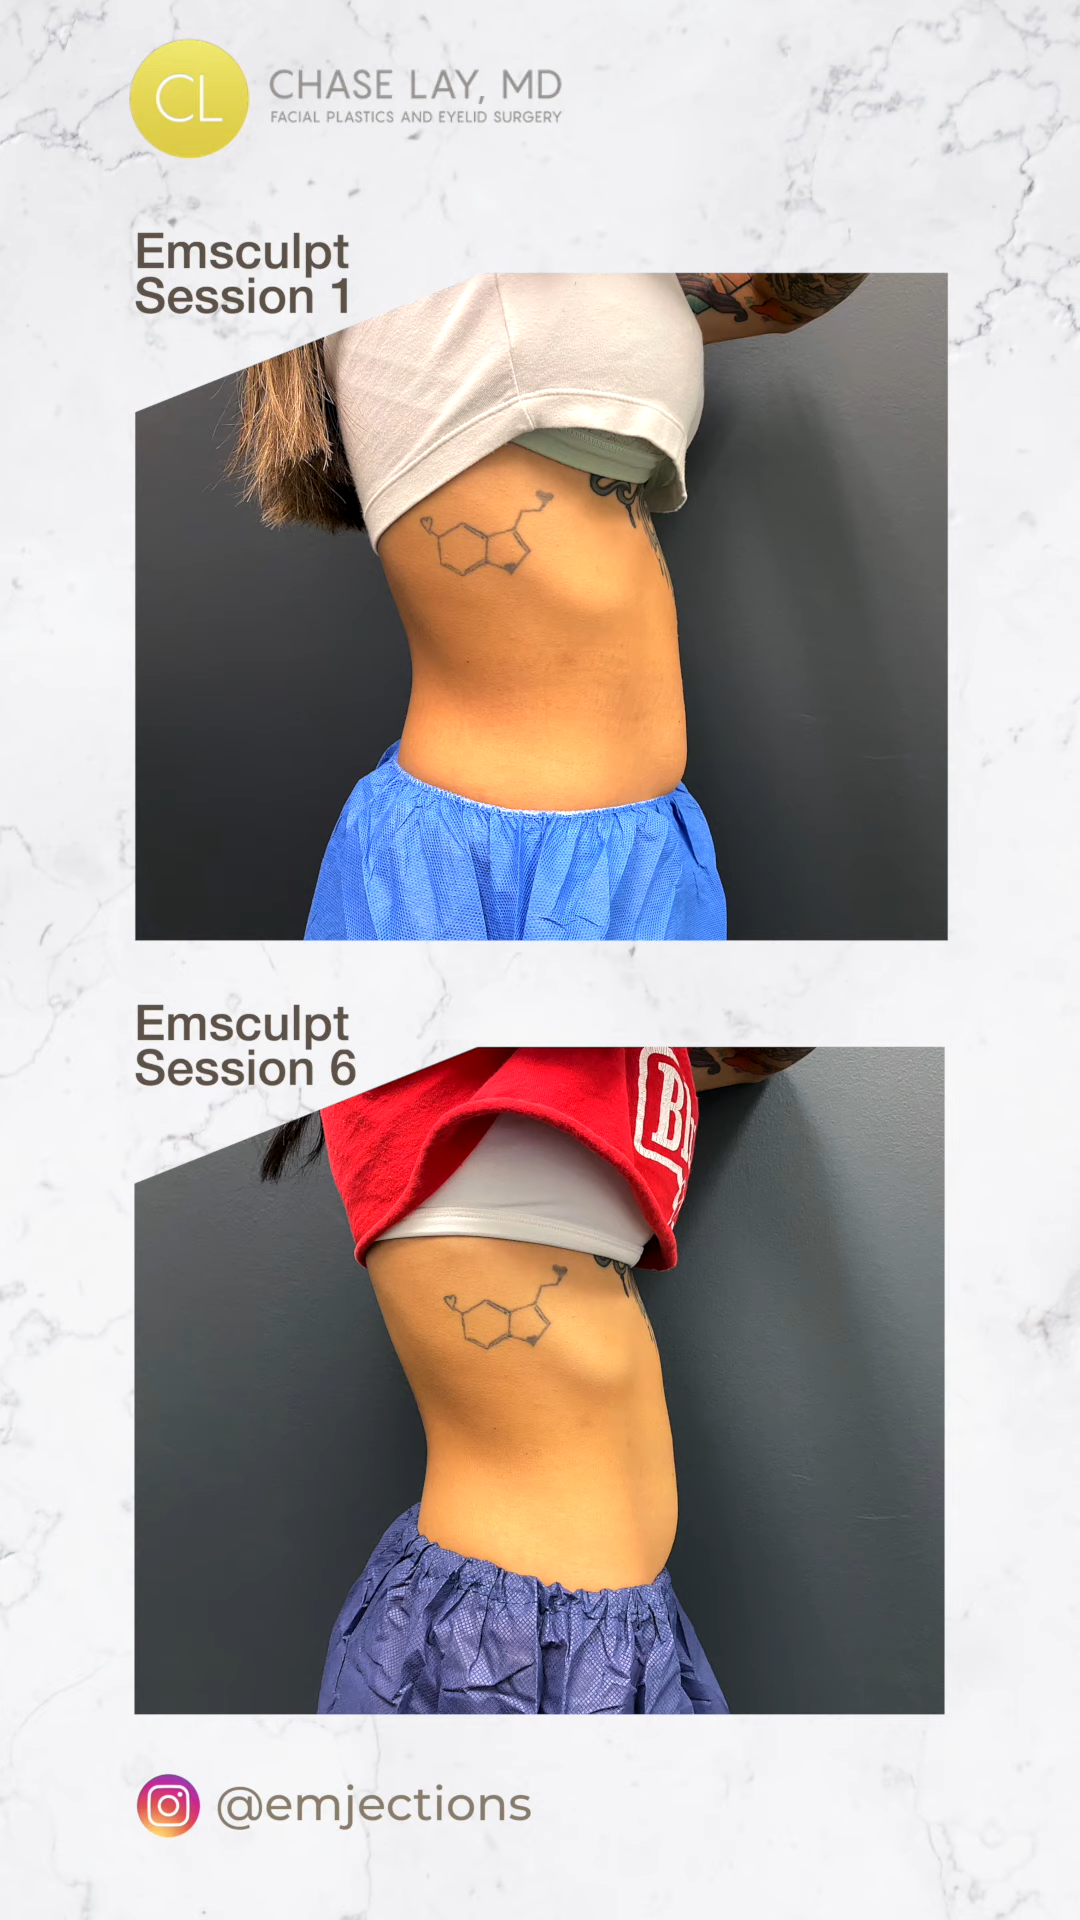 CL
CHASE LAY, MD
FACIAL PLASTICS AND EYELID SURGERY
Emsculpt
Session 1
Emsculpt
Session 6
@emjections